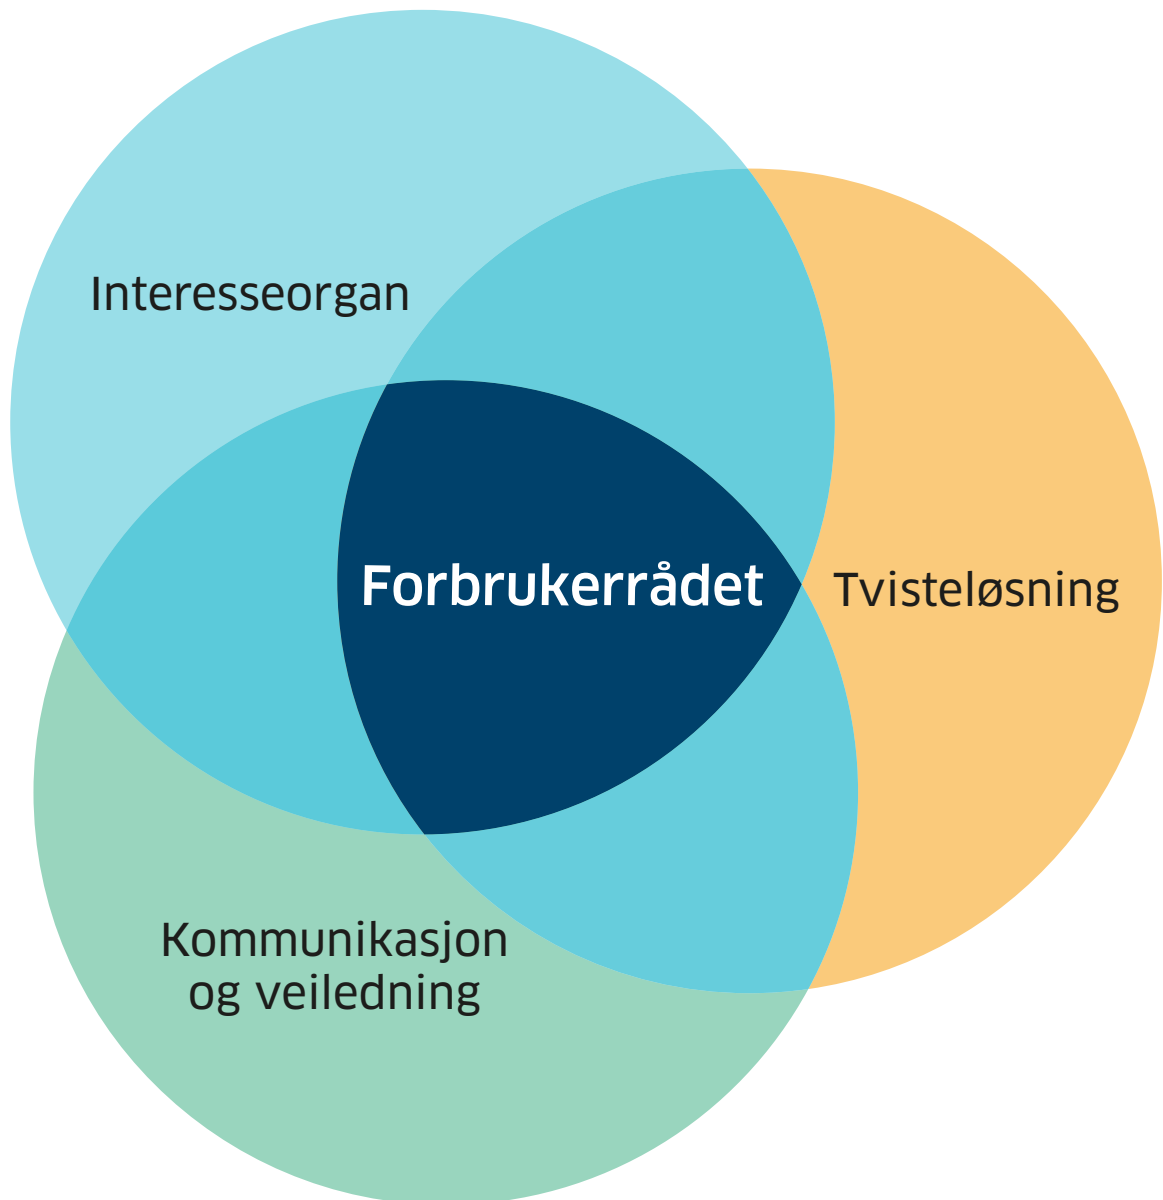 Interesseorgan
Forbrukerrådet
Tvisteløsning
Kommunikasjon
og veiledning